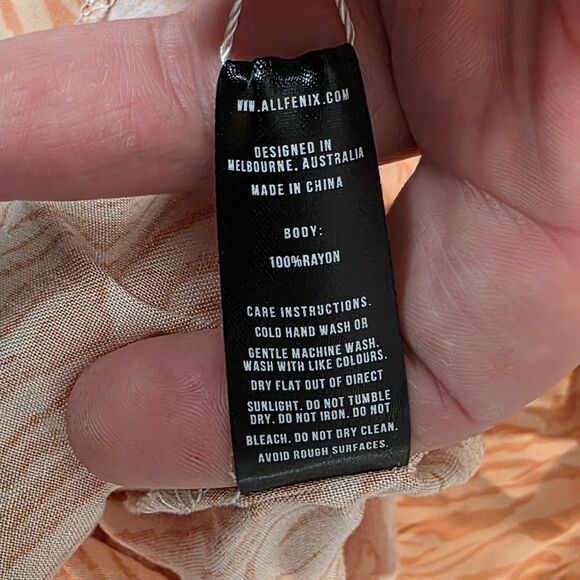 WWW.ALLFENIX.COM
DESIGNED IN
MELBOURNE, AUSTRALIA
MADE IN CHINA
BODY:
100%RAYON
CARE INSTRUCTIONS.
COLD HAND WASH OR
GENTLE MACHINE WASH.
WASH WITH LIKE COLOURS.
DRY FLAT OUT OF DIRECT
SUNLIGHT. DO NOT TUMBLE
DRY. DO NOT IRON. DO NOT
BLEACH. DO NOT DRY CLEAN.
AVOID ROUGH SURFACES.